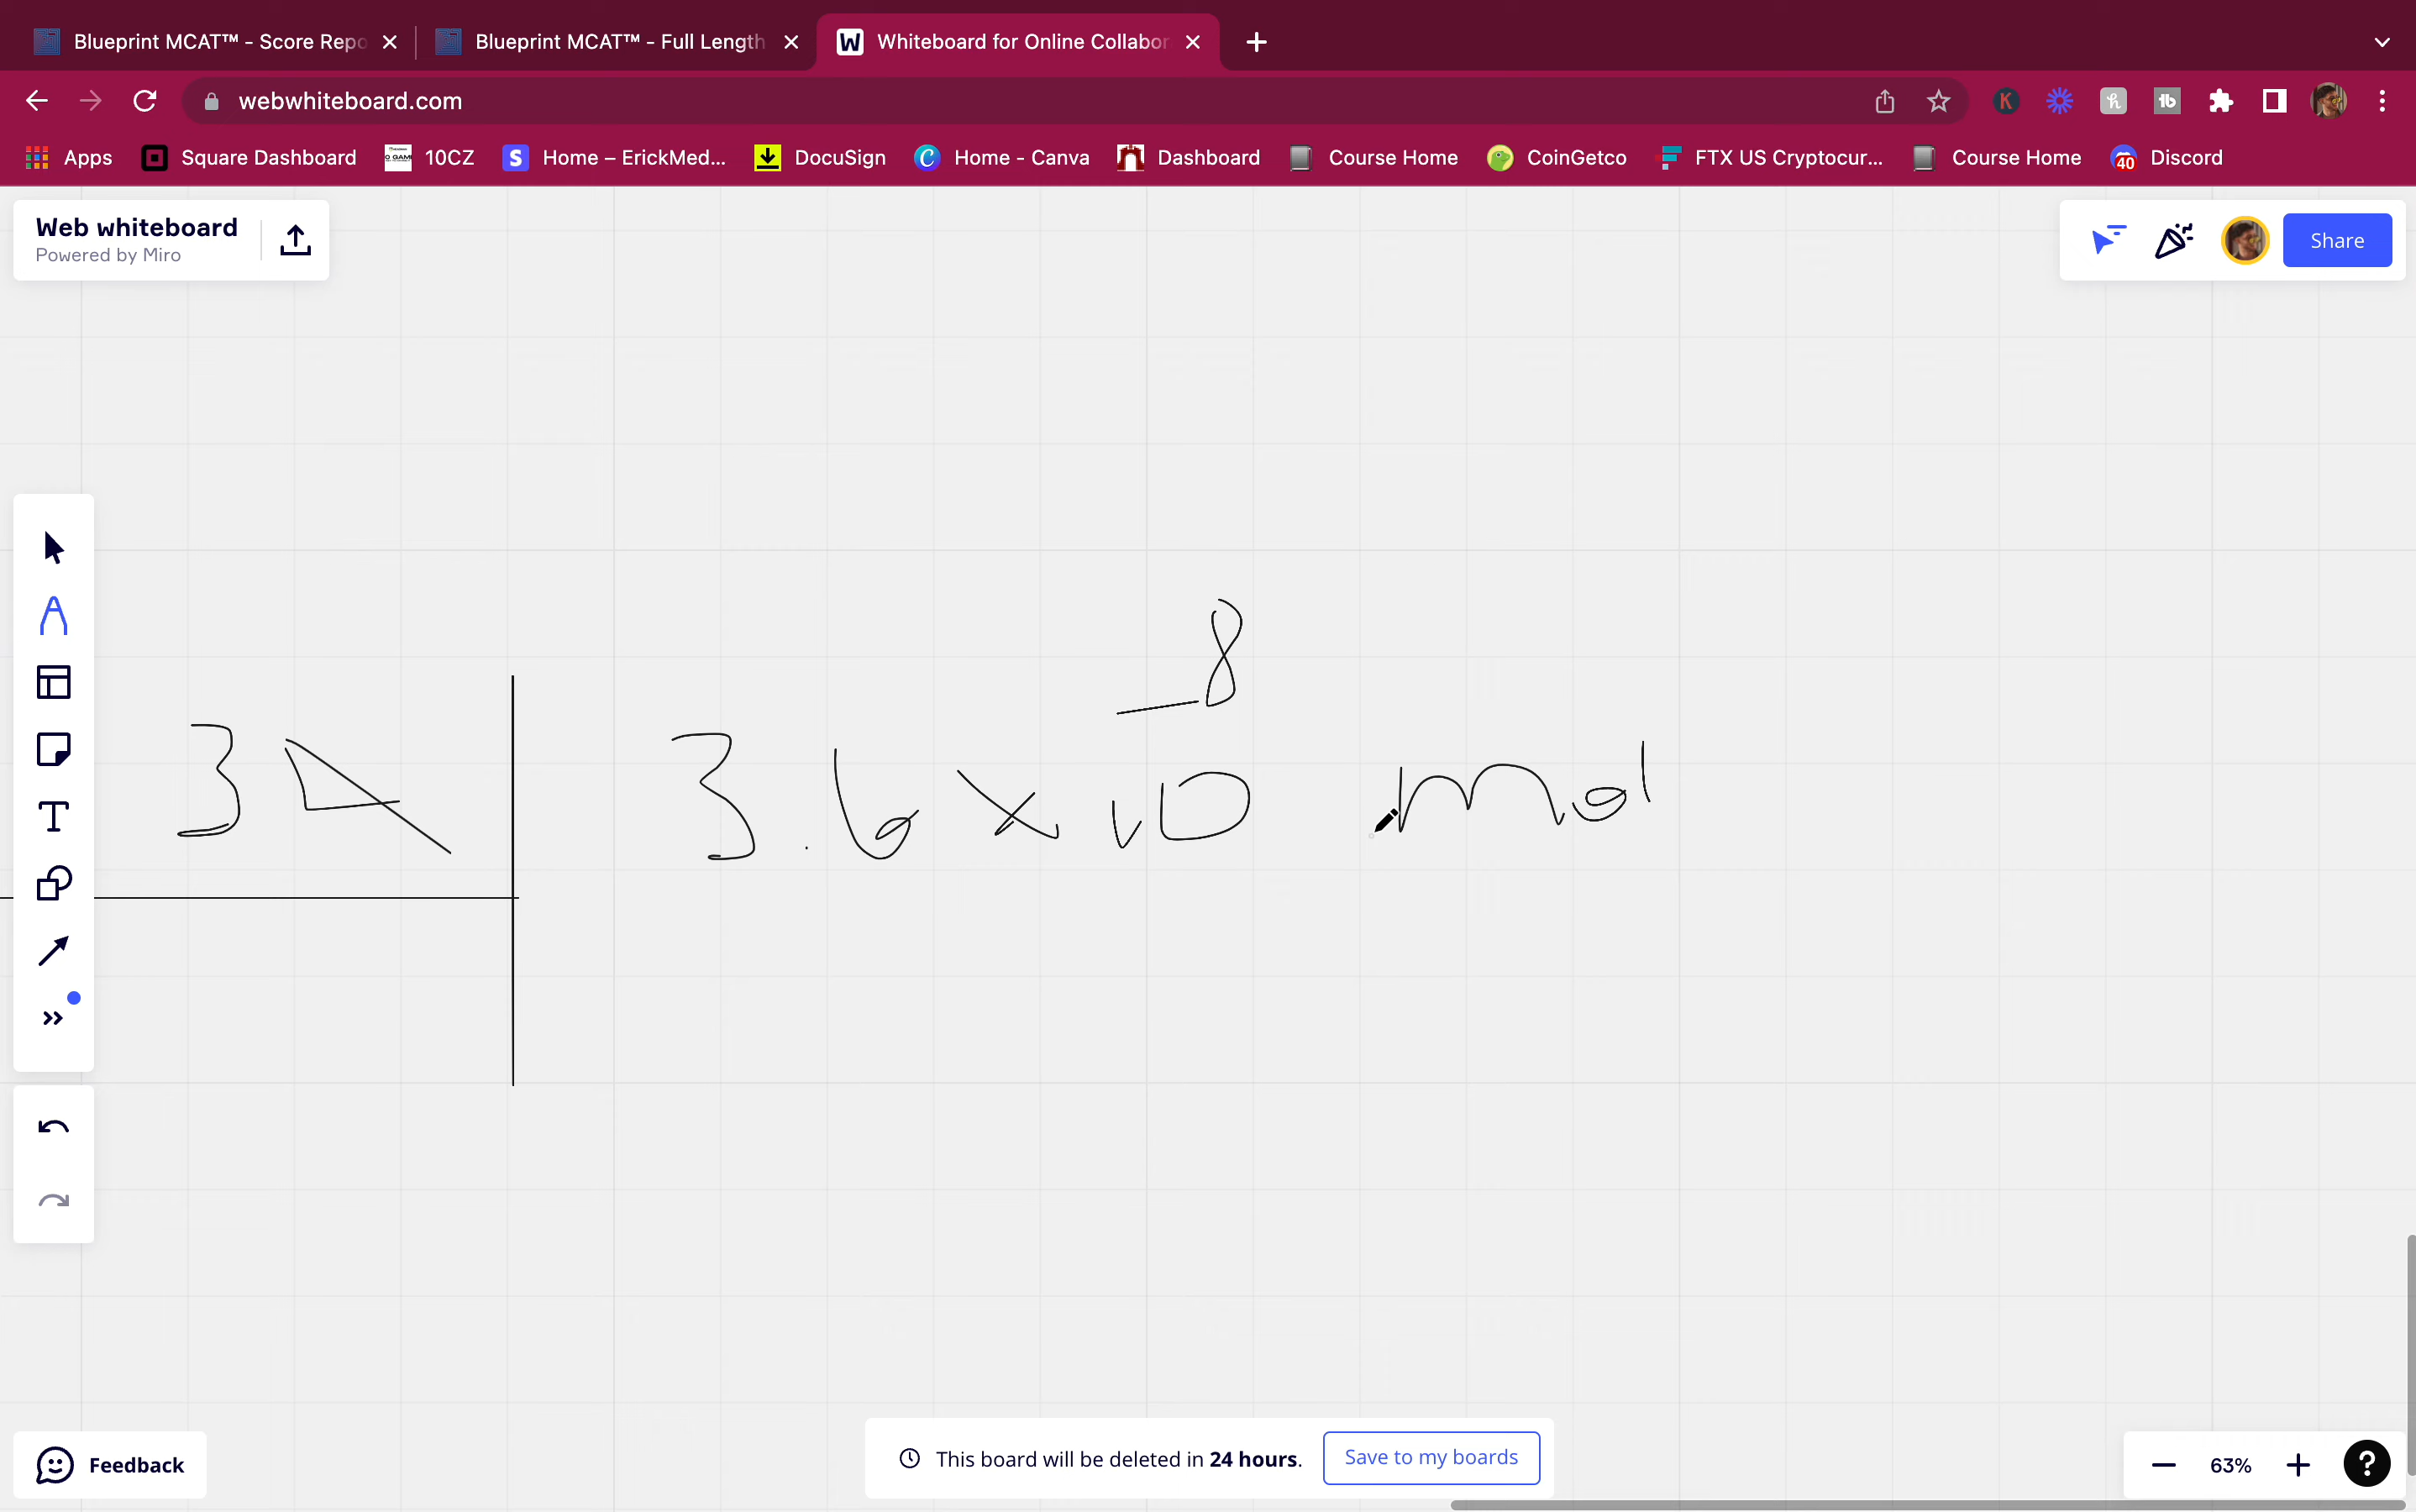 Blueprint MCAT™ - Score Repo
Blueprint MCAT™ - Full Length
W Whiteboard for Online Collabor
webwhiteboard.com
K
h
tb
Apps
Square Dashboard
10CZ
S Home – ErickMed...
DocuSign
C Home - Canva
Dashboard
Course Home
CoinGetco
FTX US Cryptocur...
Course Home
40 Discord
Web whiteboard
Powered by Miro
Share
T
-8
34 3.6 x 10 mol
Feedback
This board will be deleted in 24 hours.
Save to my boards
63%
?